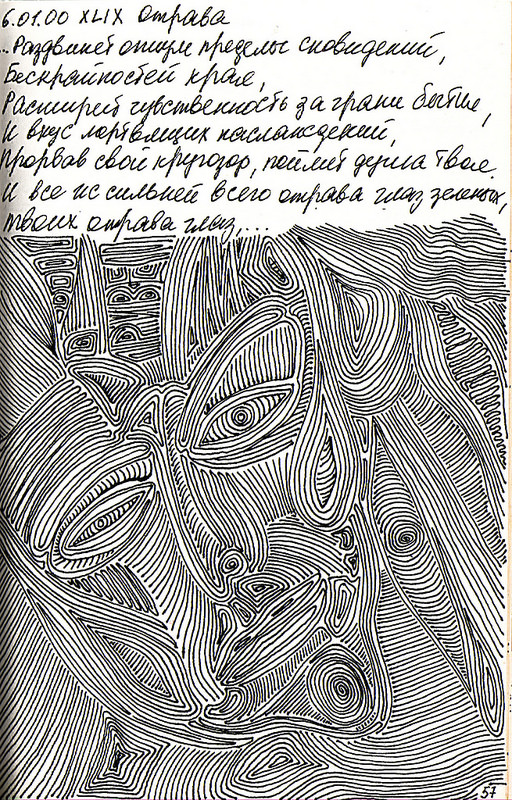 6.01.00 XLIX Отрава
...Раздвинет опиум пределы сновидений,
Бескрайностей края,
Расширит чувственность за грани бытия,
И вкус мертвящих наслаждений,
Прорвав свой кругозор, поймет душа твоя.
И все ж сильней всего отрава глаз зеленых,
твоих отрава глаз,...
57